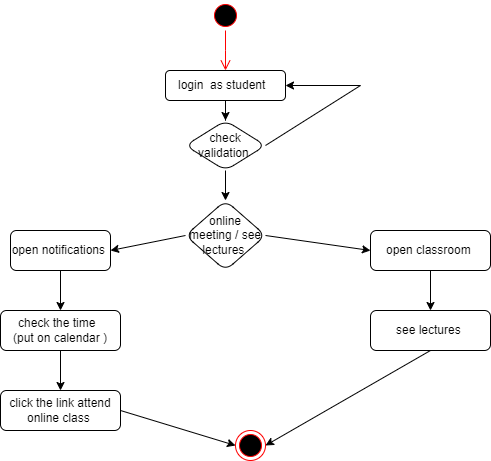 login as student
check
validation
online
meeting / see
lectures
open notifications
open classroom
check the time
(put on calendar )
see lectures
click the link attend
online class